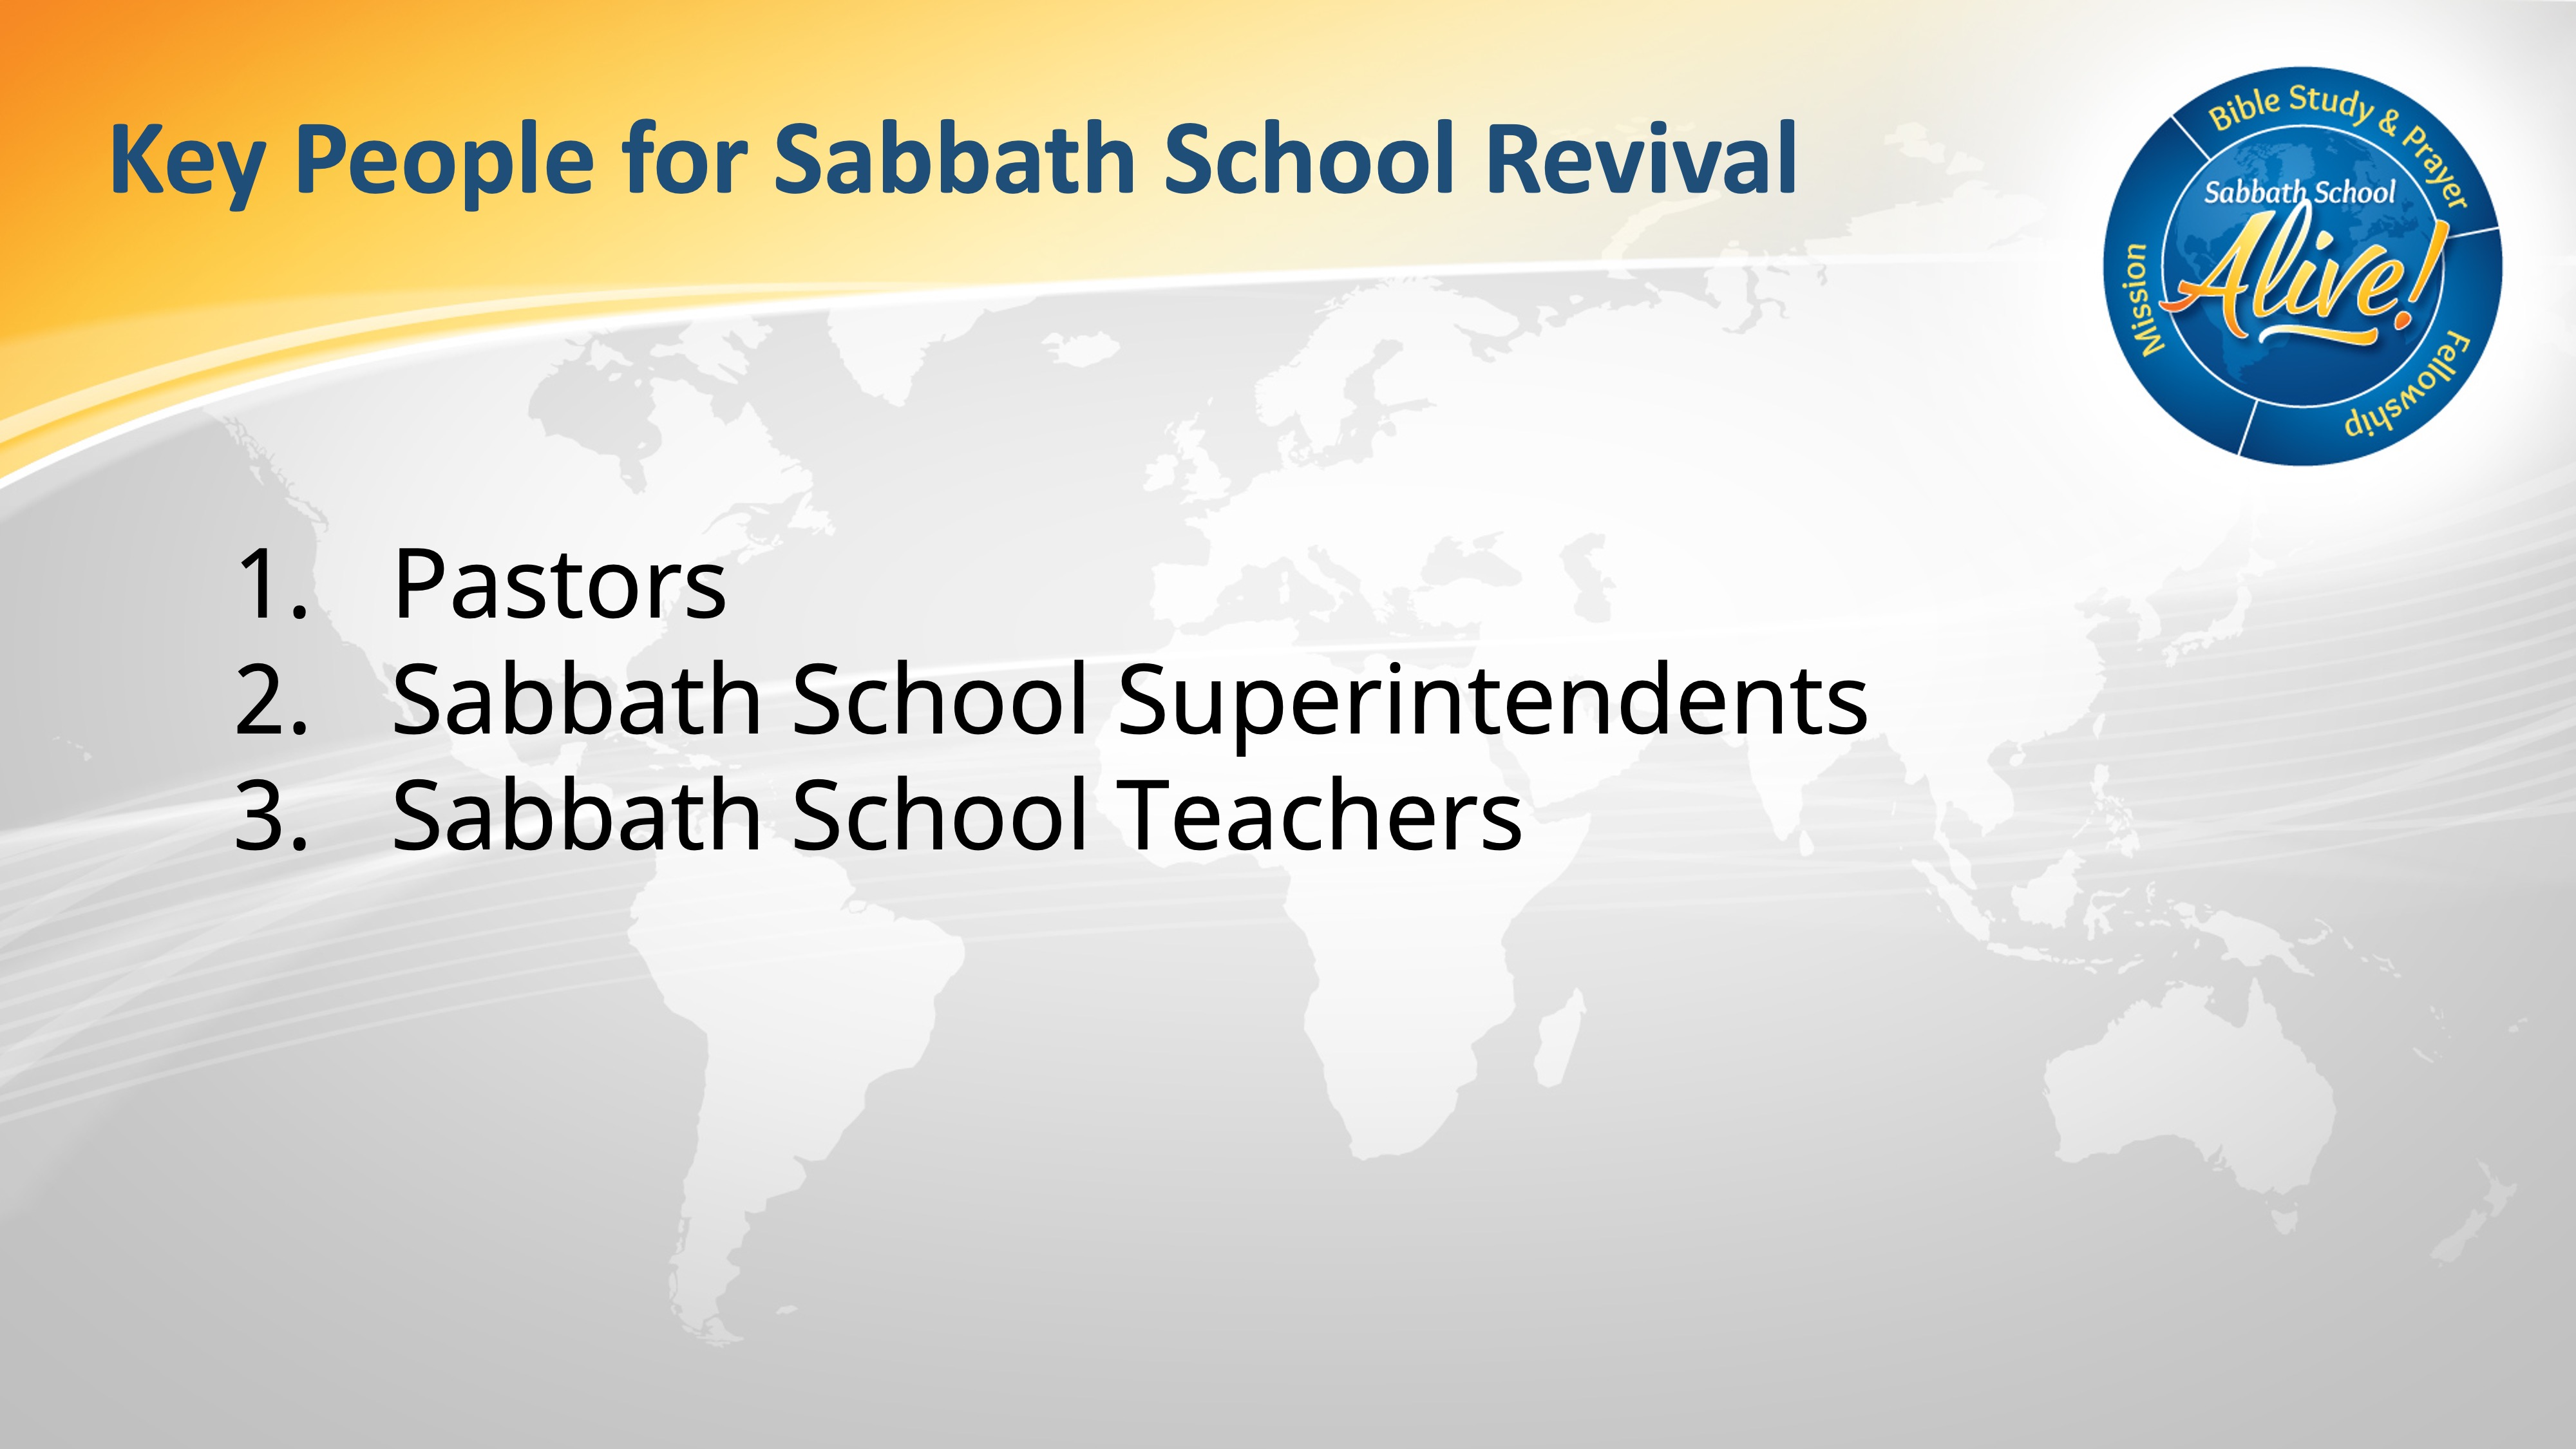 Key People for Sabbath School Revival
Bible Study & Prayer
Sabbath School
Alive!
Mission
Fellowship
1. Pastors
2. Sabbath School Superintendents
3. Sabbath School Teachers